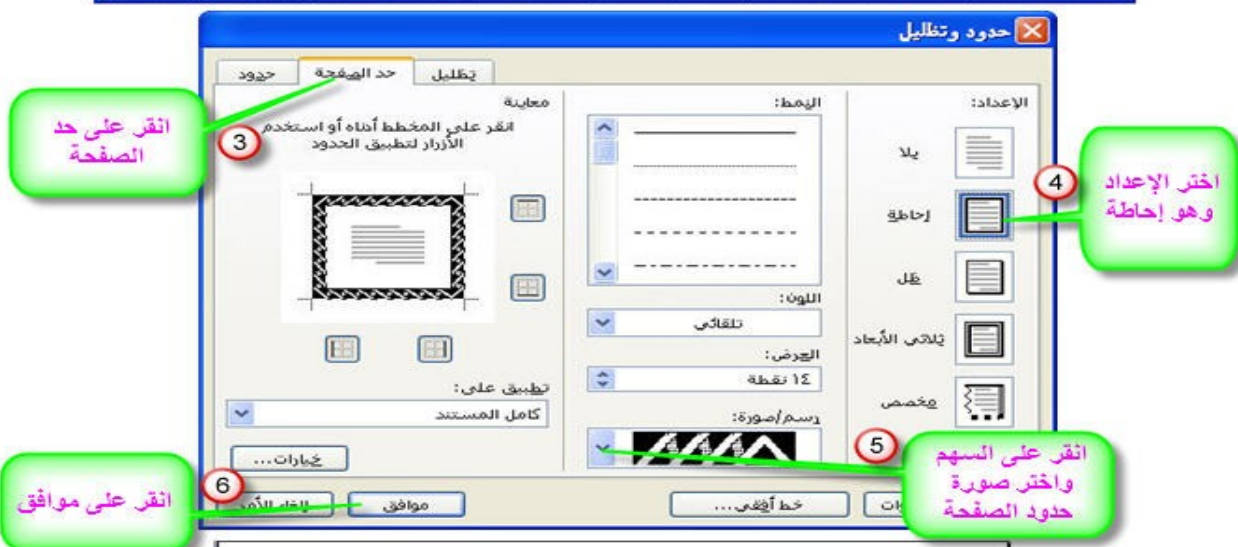 حدود وتظليل
حدود
حد الصفحة
تظليل
الإعداد:
بلا
إحاطة
ظل
ثلاثي الأبعاد
مخصص
النمط:
اللون:
تلقائي
العرض:
١٤ نقطة
رسم/صورة:
معاينة
انقر على المخطط أدناه أو استخدم
الأزرار لتطبيق الحدود
تطبيق على:
كامل المستند
خيارات...
خط أفقي...
موافق
إلغاء الأمر
انقر على حد
الصفحة
3
4
اختر الإعداد
وهو إحاطة
5
انقر على السهم
واختر صورة
حدود الصفحة
6
انقر على موافق